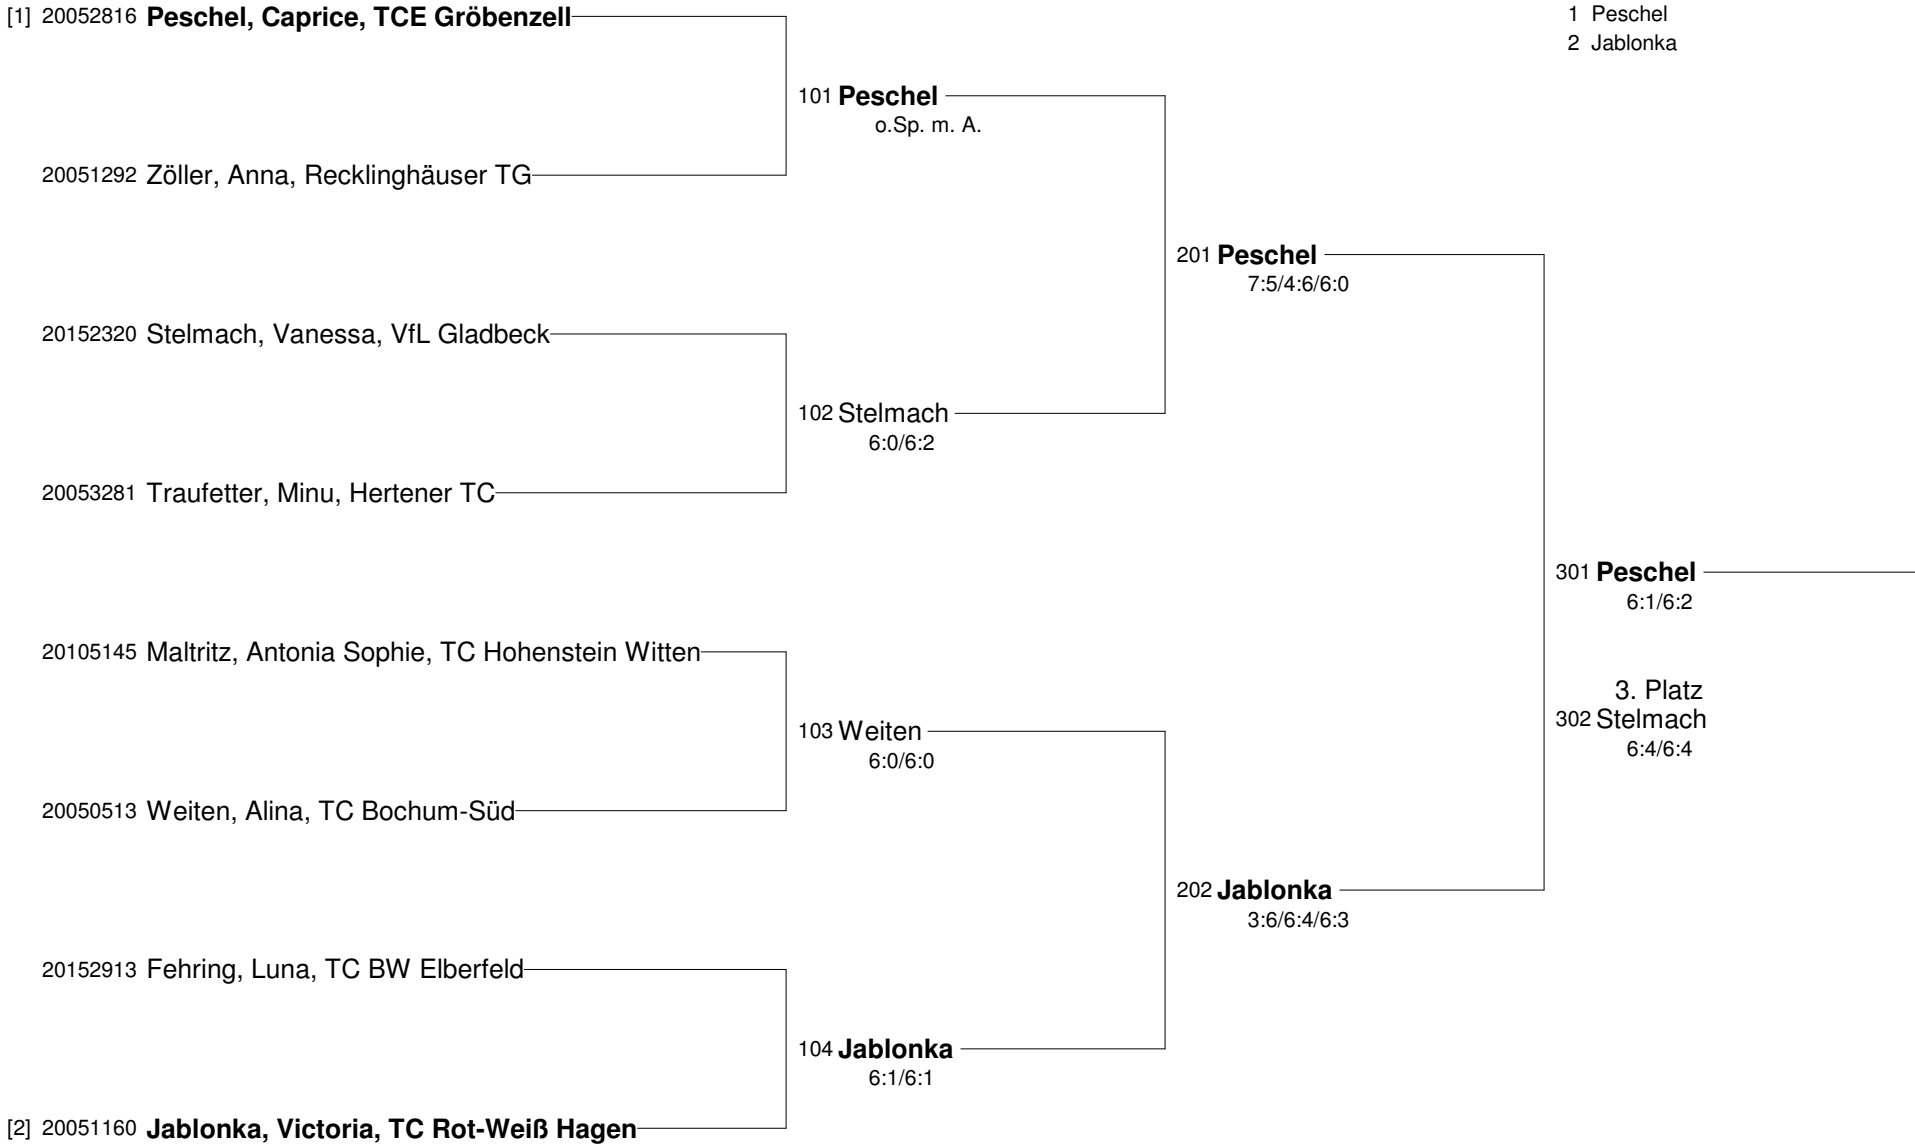 [1] 20052816 Peschel, Caprice, TCE Gröbenzell
1 Peschel
2 Jablonka
101 Peschel
o.Sp. m. A.
20051292 Zöller, Anna, Recklinghäuser TG
201 Peschel
7:5/4:6/6:0
20152320 Stelmach, Vanessa, VfL Gladbeck
102 Stelmach
6:0/6:2
20053281 Traufetter, Minu, Hertener TC
301 Peschel
6:1/6:2
20105145 Maltritz, Antonia Sophie, TC Hohenstein Witten
3. Platz
302 Stelmach
6:4/6:4
103 Weiten
6:0/6:0
20050513 Weiten, Alina, TC Bochum-Süd
202 Jablonka
3:6/6:4/6:3
20152913 Fehring, Luna, TC BW Elberfeld
104 Jablonka
6:1/6:1
[2] 20051160 Jablonka, Victoria, TC Rot-Weiß Hagen